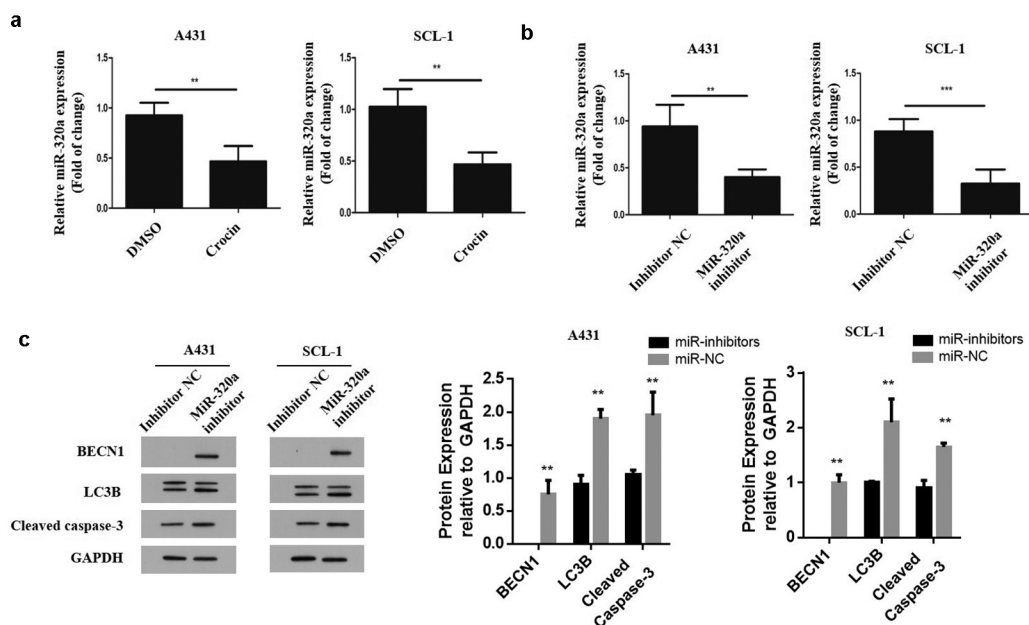 a
A431
Relative miR-320a expression
(Fold of change)
1.5
1.0
0.5
0.0
**
DMSO
Crocin
SCL-1
Relative miR-320a expression
(Fold of change)
1.5
1.0
0.5
0.0
**
DMSO
Crocin
b
A431
Relative miR-320a expression
(Fold of change)
1.5
1.0
0.5
0.0
**
Inhibitor NC
MiR-320a
inhibitor
SCL-1
Relative miR-320a expression
(Fold of change)
1.5
1.0
0.5
0.0
***
Inhibitor NC
MiR-320a
inhibitor
c
A431
Inhibitor NC
MiR-320a
inhibitor
SCL-1
Inhibitor NC
MiR-320a
inhibitor
BECN1
LC3B
Cleaved caspase-3
GAPDH
A431
miR-inhibitors
miR-NC
Protein Expression
relative to GAPDH
2.5
2.0
1.5
1.0
0.5
0.0
**
**
**
BECN1
LC3B
Cleaved
Caspase-3
SCL-1
miR-inhibitors
miR-NC
Protein Expression
relative to GAPDH
3
2
1
0
**
**
**
BECN1
LC3B
Cleaved
Caspase-3